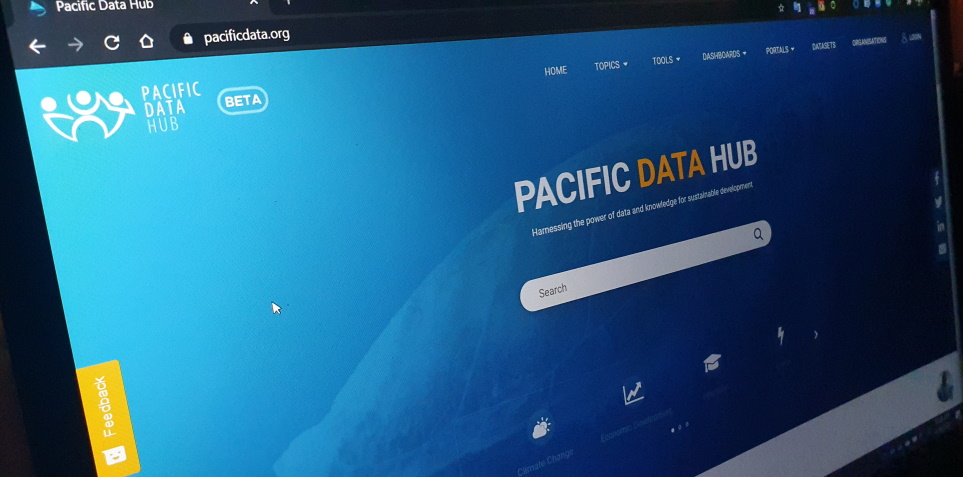 Pacific Data Hub
pacificdata.org
PACIFIC
DATA
HUB
BETA
HOME
TOPICS
TOOLS
DASHBOARDS
PORTALS
DATASETS
ORGANISATIONS
LOGIN
PACIFIC DATA HUB
Harnessing the power of data and knowledge for sustainable development
Search
Feedback
Climate Change
Economic Development